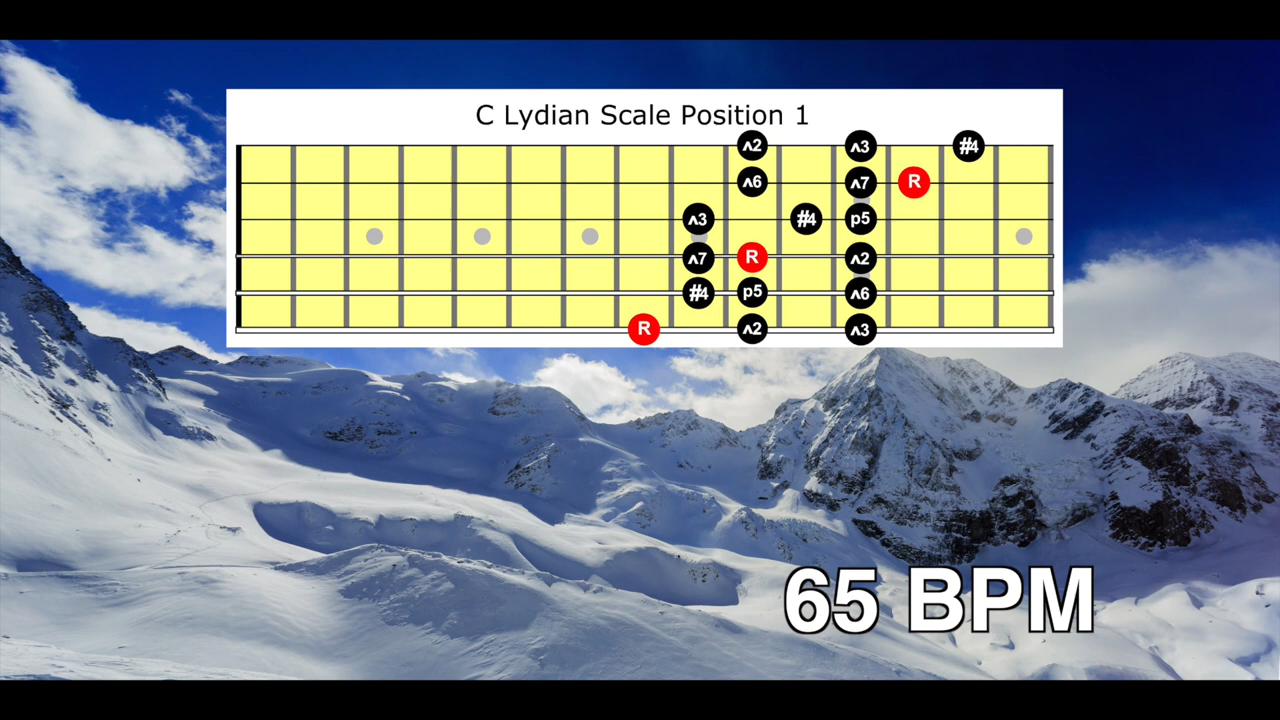 C Lydian Scale Position 1
^2 ^3 #4
^6 ^7 R
^3 #4 p5
^7 R ^2
#4 p5 ^6
R ^2 ^3
65 BPM